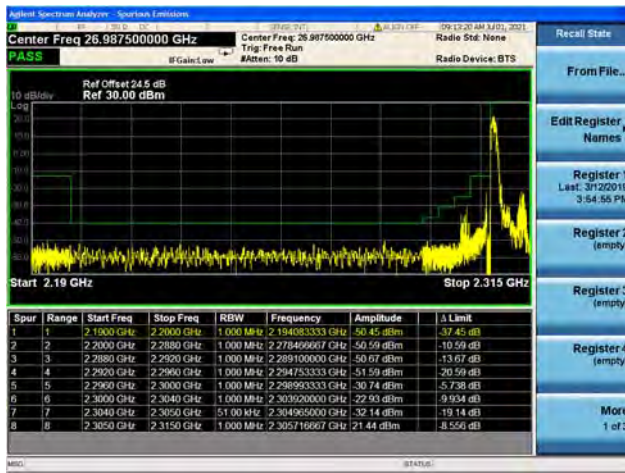 Agilent Spectrum Analyzer - Spurious Emissions
RF
50 Ω
DC
SENSE:INT
ALIGN OFF
09:13:20 AM Jul 01, 2021
Center Freq 26.987500000 GHz
Center Freq: 26.987500000 GHz
Radio Std: None
Trig: Free Run
PASS
IFGain:Low
#Atten: 10 dB
Radio Device: BTS
Ref Offset 24.5 dB
10 dB/div
Ref 30.00 dBm
Log
Start 2.19 GHz
Stop 2.315 GHz
Spur Range Start Freq Stop Freq RBW Frequency Amplitude Δ Limit
1 1 2.1900 GHz 2.2000 GHz 1.000 MHz 2.194083333 GHz -50.45 dBm -37.45 dB
2 2 2.2000 GHz 2.2880 GHz 1.000 MHz 2.278466667 GHz -50.59 dBm -10.59 dB
3 3 2.2880 GHz 2.2920 GHz 1.000 MHz 2.289100000 GHz -50.67 dBm -13.67 dB
4 4 2.2920 GHz 2.2960 GHz 1.000 MHz 2.294753333 GHz -51.59 dBm -20.59 dB
5 5 2.2960 GHz 2.3000 GHz 1.000 MHz 2.298993333 GHz -30.74 dBm -5.738 dB
6 6 2.3000 GHz 2.3040 GHz 1.000 MHz 2.303920000 GHz -22.93 dBm -9.934 dB
7 7 2.3040 GHz 2.3050 GHz 51.00 kHz 2.304965000 GHz -32.14 dBm -19.14 dB
8 8 2.3050 GHz 2.3150 GHz 1.000 MHz 2.305716667 GHz 21.44 dBm -8.556 dB
MSG
STATUS
Recall State
From File...
Edit Register
Names
Register 1
Last: 3/12/2019
3:54:55 PM
Register 2
(empty)
Register 3
(empty)
Register 4
(empty)
More
1 of